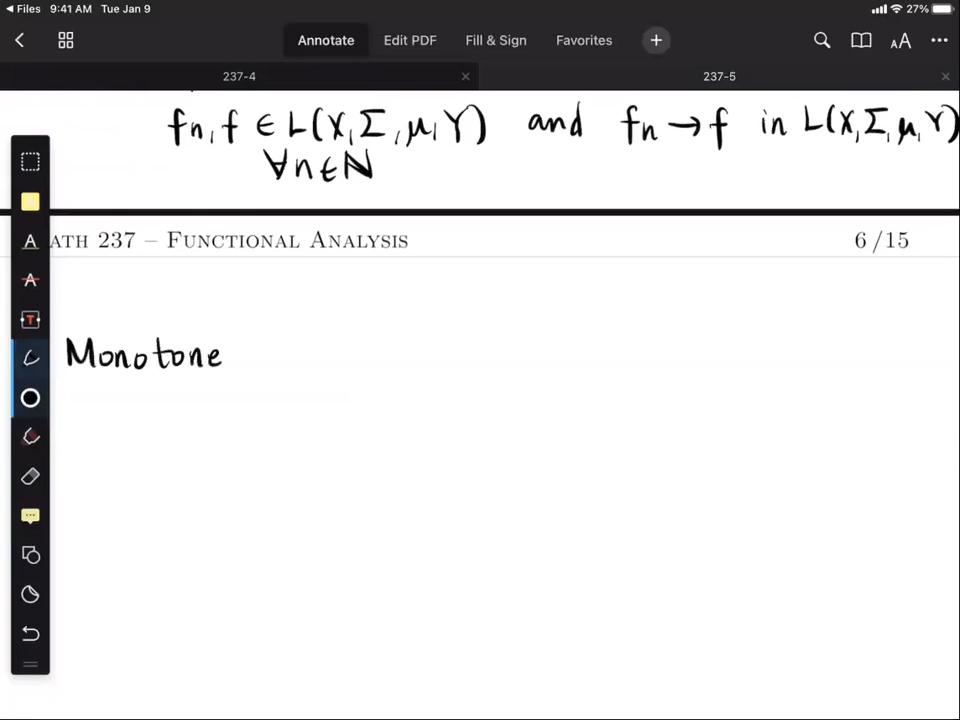 Files 9:41 AM Tue Jan 9 27%
Annotate Edit PDF Fill & Sign Favorites AA
237-4 237-5
fn, f ∈ L(X, Σ, μ, Y) and fn → f in L(X, Σ, μ, Y)
∀n∈ℕ
ATH 237 – FUNCTIONAL ANALYSIS 6/15
Monotone